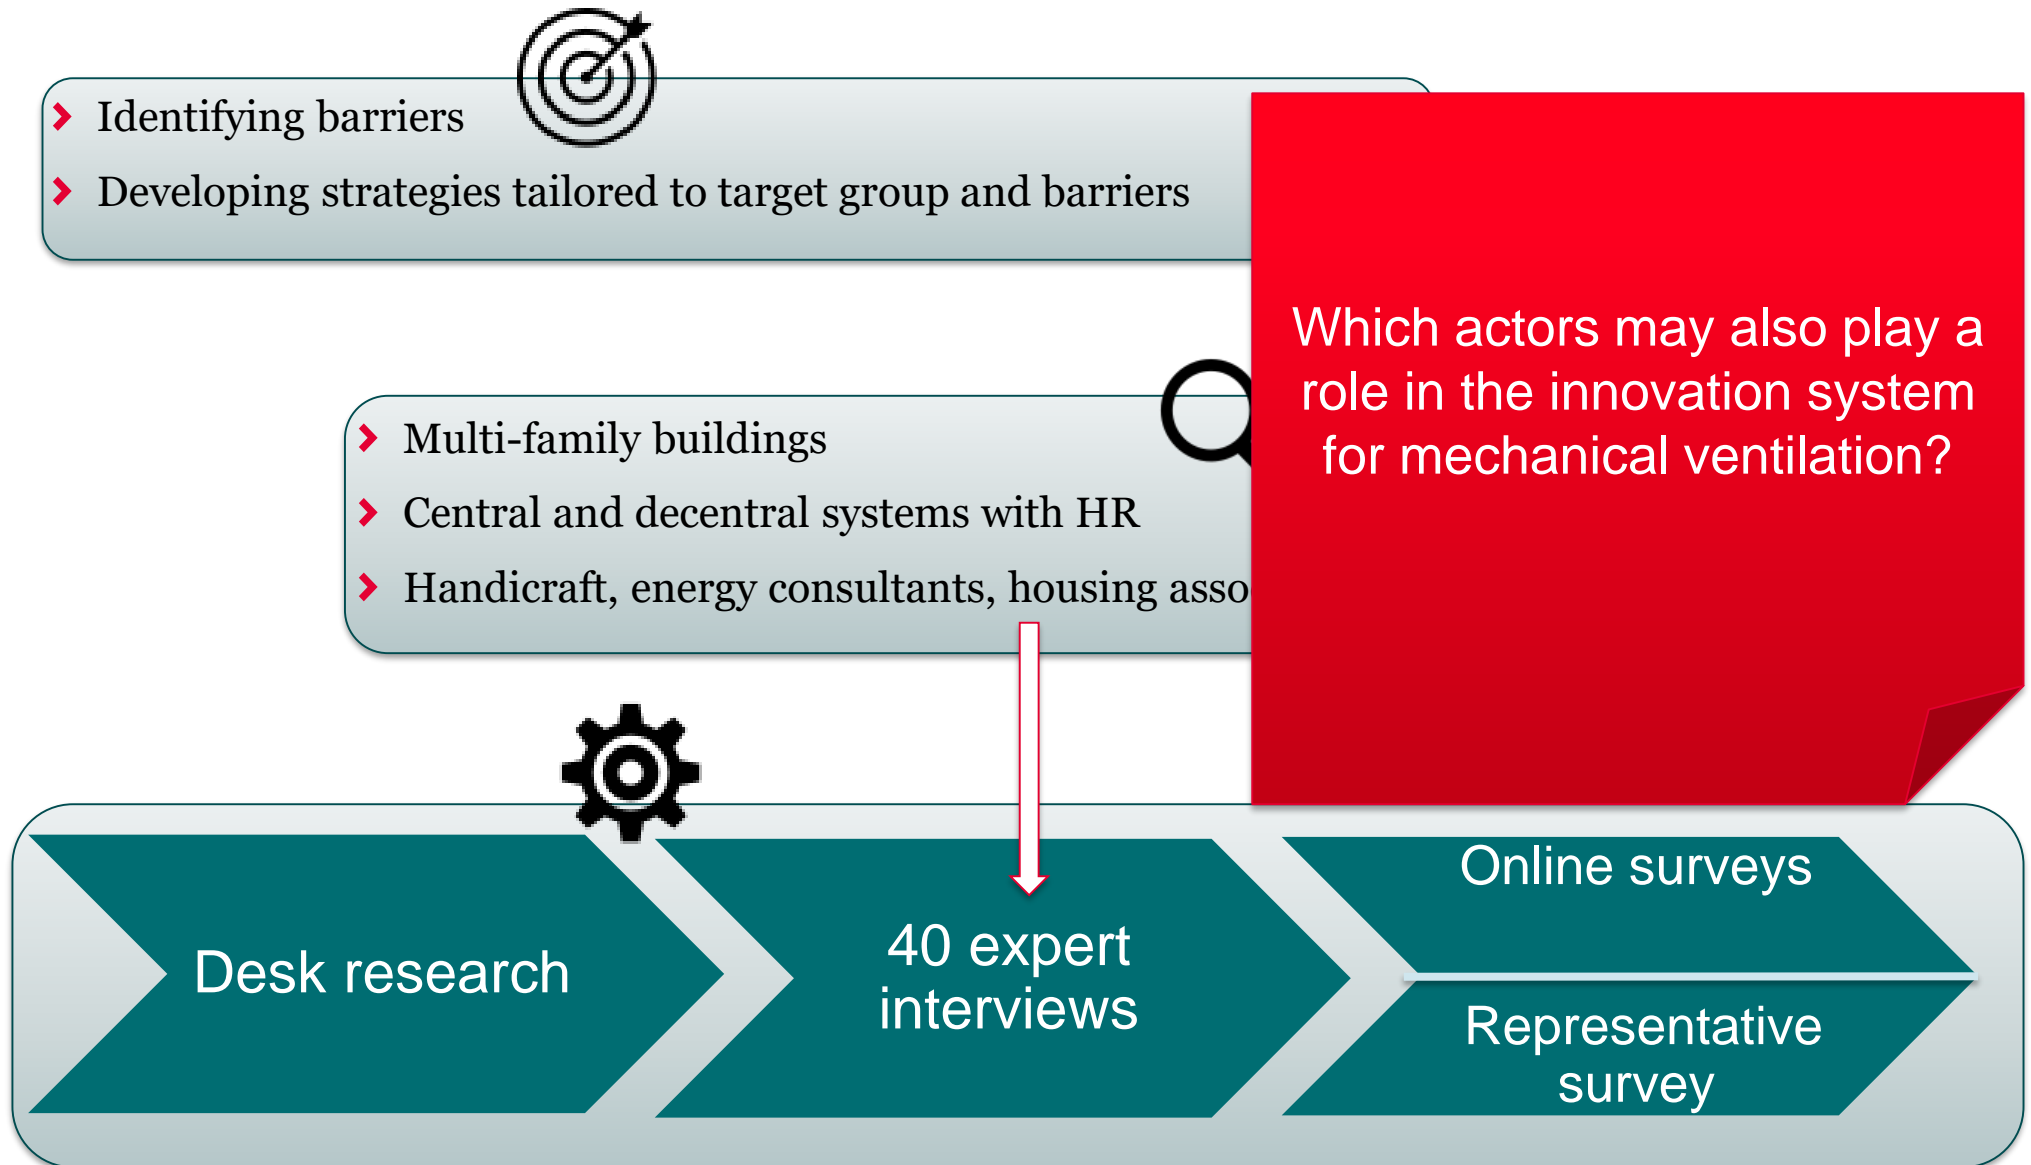 Identifying barriers
Developing strategies tailored to target group and barriers
Which actors may also play a
role in the innovation system
for mechanical ventilation?
Multi-family buildings
Central and decentral systems with HR
Handicraft, energy consultants, housing
Desk research
40 expert
interviews
Online surveys
Representative
survey